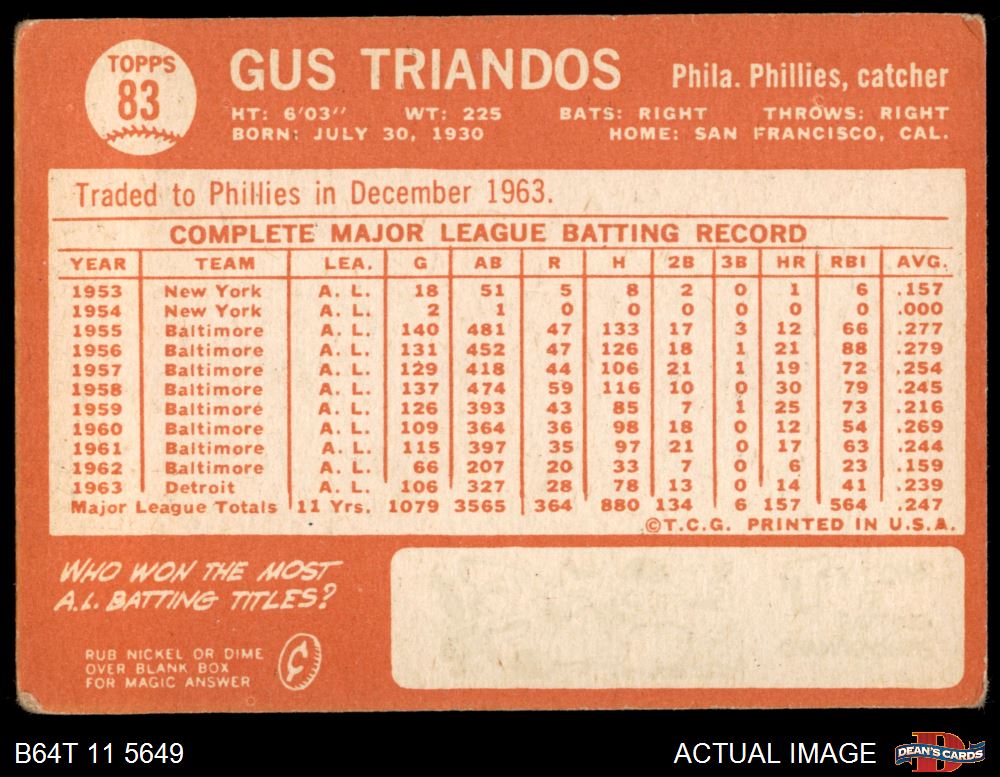 TOPPS
83
GUS TRIANDOS Phila. Phillies, catcher
HT: 6'03" WT: 225 BATS: RIGHT THROWS: RIGHT
BORN: JULY 30, 1930 HOME: SAN FRANCISCO, CAL.
Traded to Phillies in December 1963.
COMPLETE MAJOR LEAGUE BATTING RECORD
YEAR TEAM LEA. G AB R H 2B 3B HR RBI AVG.
1953 New York A. L. 18 51 5 8 2 0 1 6 .157
1954 New York A. L. 2 1 0 0 0 0 0 0 .000
1955 Baltimore A. L. 140 481 47 133 17 3 12 66 .277
1956 Baltimore A. L. 131 452 47 126 18 1 21 88 .279
1957 Baltimore A. L. 129 418 44 106 21 1 19 72 .254
1958 Baltimore A. L. 137 474 59 116 10 0 30 79 .245
1959 Baltimore A. L. 126 393 43 85 7 1 25 73 .216
1960 Baltimore A. L. 109 364 36 98 18 0 12 54 .269
1961 Baltimore A. L. 115 397 35 97 21 0 17 63 .244
1962 Baltimore A. L. 66 207 20 33 7 0 6 23 .159
1963 Detroit A. L. 106 327 28 78 13 0 14 41 .239
Major League Totals 11 Yrs. 1079 3565 364 880 134 6 157 564 .247
©T.C.G. PRINTED IN U.S.A.
WHO WON THE MOST
A.L. BATTING TITLES?
RUB NICKEL OR DIME
OVER BLANK BOX
FOR MAGIC ANSWER
¢
B64T 11 5649 ACTUAL IMAGE
D
DEAN'S CARDS